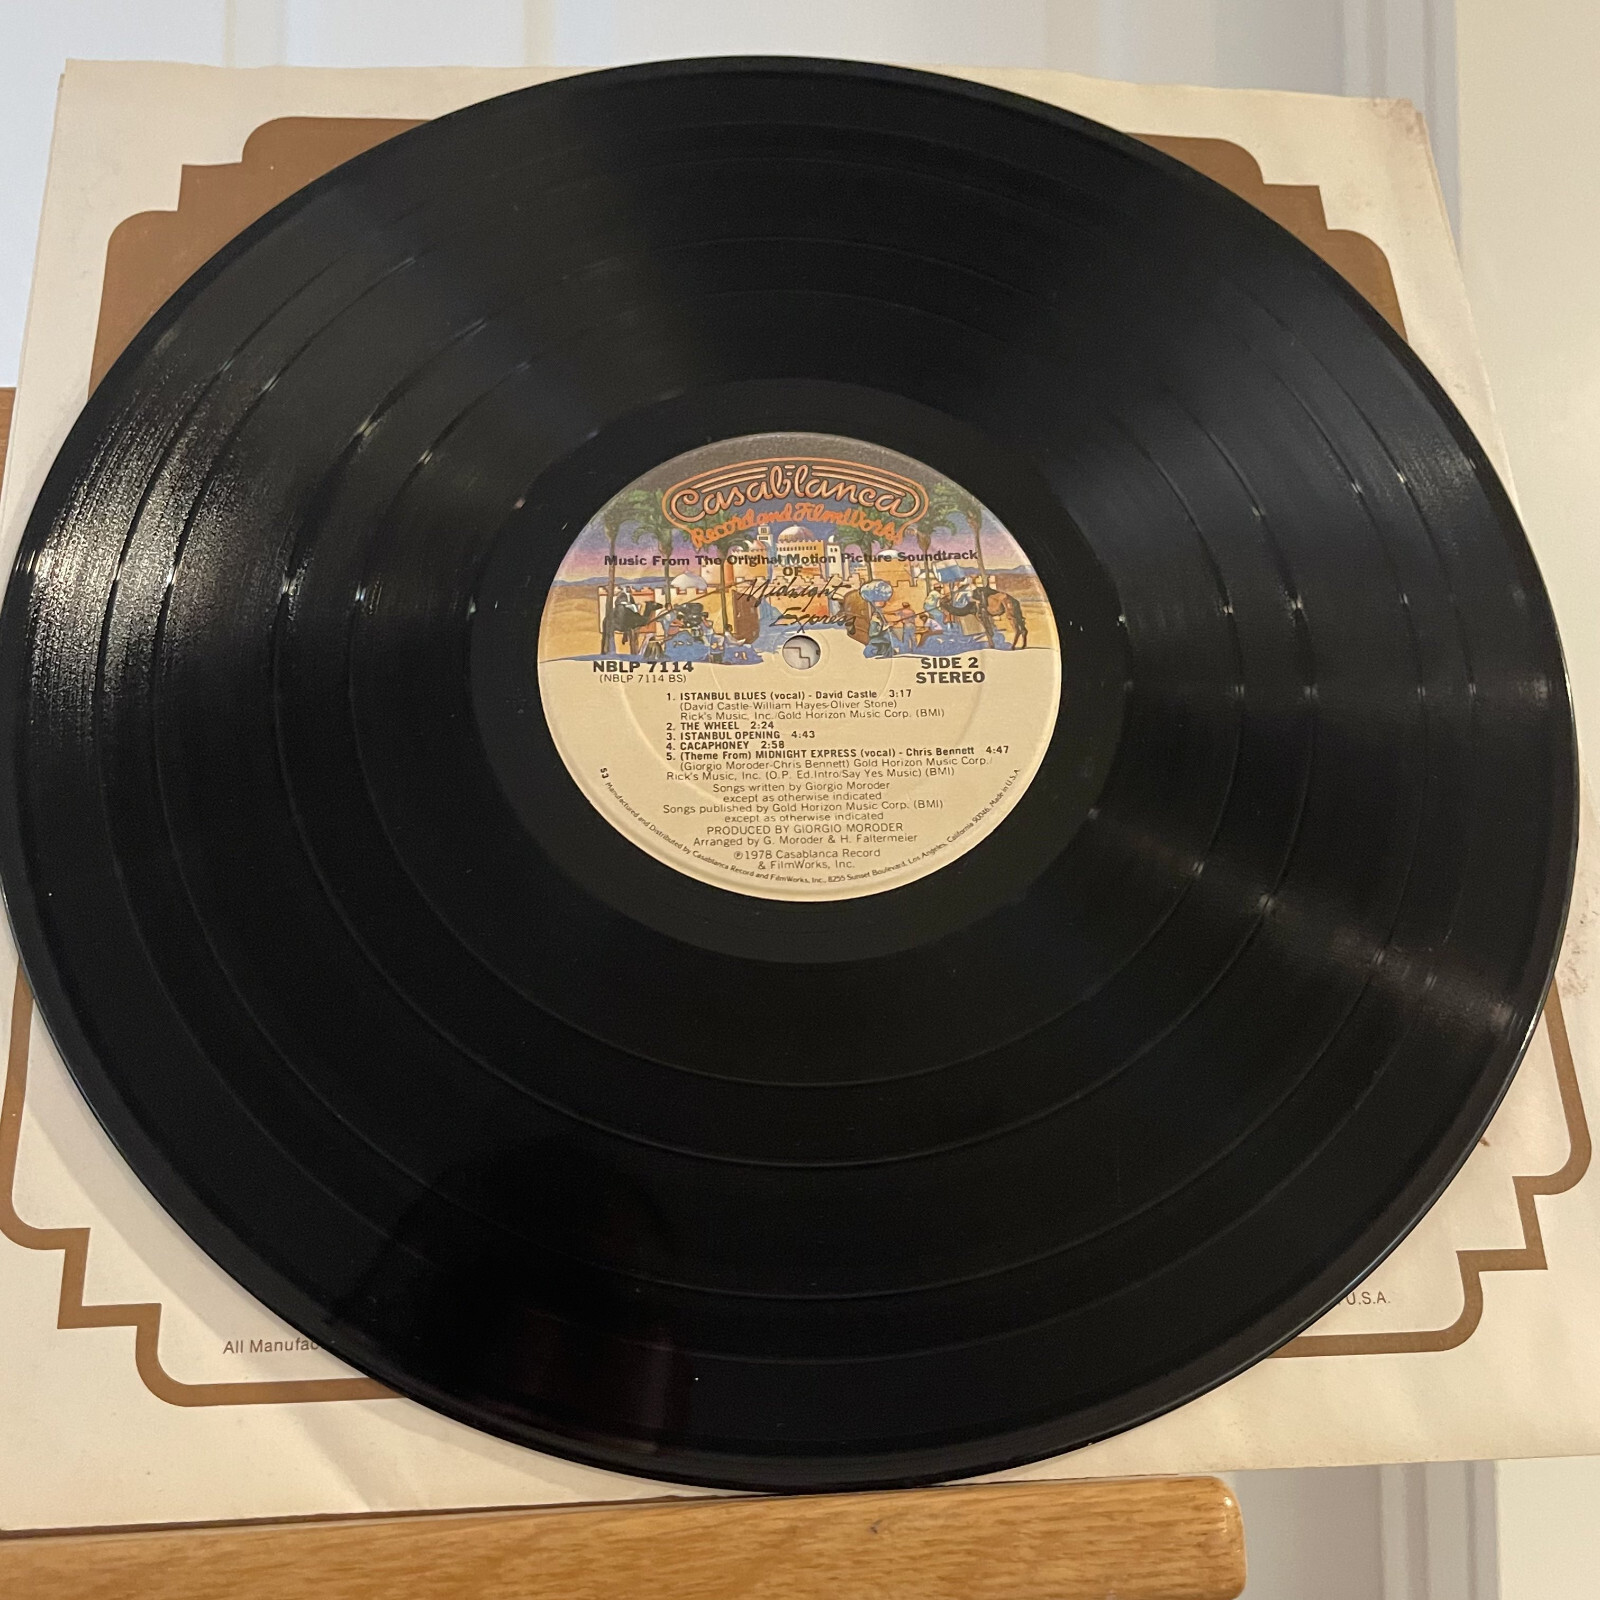 Casablanca
Record and FilmWorks
Music From The Original Motion Picture Soundtrack
OF
Midnight
Express
NBLP 7114
(NBLP 7114 BS)
SIDE 2
STEREO
1. ISTANBUL BLUES (vocal) - David Castle 3:17
(David Castle-William Hayes-Oliver Stone)
Rick's Music, Inc./Gold Horizon Music Corp. (BMI)
2. THE WHEEL 2:24
3. ISTANBUL OPENING 4:43
4. CACAPHONEY 2:58
5. (Theme From) MIDNIGHT EXPRESS (vocal) - Chris Bennett 4:47
(Giorgio Moroder-Chris Bennett) Gold Horizon Music Corp./
Rick's Music, Inc. (O.P. Ed.Intro/Say Yes Music) (BMI)
Songs written by Giorgio Moroder
except as otherwise indicated
Songs published by Gold Horizon Music Corp. (BMI)
except as otherwise indicated
PRODUCED BY GIORGIO MORODER
Arranged by G. Moroder & H. Faltermeier
℗1978 Casablanca Record
& FilmWorks, Inc.
53 Manufactured and Distributed by Casablanca Record and FilmWorks, Inc., 8255 Sunset Boulevard, Los Angeles, California 90046, Made in U.S.A.
All Manufac
U.S.A.